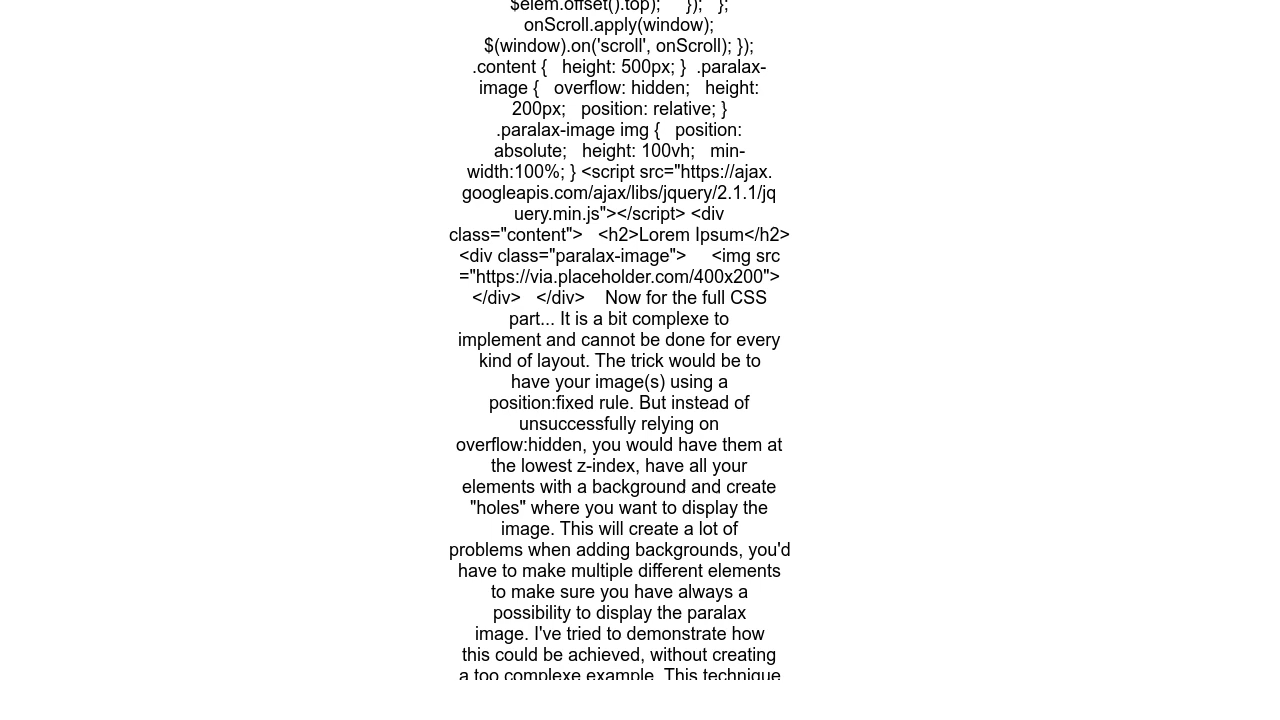 $elem.offset().top);     });   };
onScroll.apply(window);
$(window).on('scroll', onScroll); });
.content {   height: 500px; }  .paralax-
image {   overflow: hidden;   height:
200px;   position: relative; }
.paralax-image img {   position:
absolute;   height: 100vh;   min-
width:100%; } <script src="https://ajax.
googleapis.com/ajax/libs/jquery/2.1.1/jq
uery.min.js"></script> <div
class="content">   <h2>Lorem Ipsum</h2>
<div class="paralax-image">     <img src
="https://via.placeholder.com/400x200">
</div>   </div>    Now for the full CSS
part... It is a bit complexe to
implement and cannot be done for every
kind of layout. The trick would be to
have your image(s) using a
position:fixed rule. But instead of
unsuccessfully relying on
overflow:hidden, you would have them at
the lowest z-index, have all your
elements with a background and create
"holes" where you want to display the
image. This will create a lot of
problems when adding backgrounds, you'd
have to make multiple different elements
to make sure you have always a
possibility to display the paralax
image. I've tried to demonstrate how
this could be achieved, without creating
a too complexe example. This technique